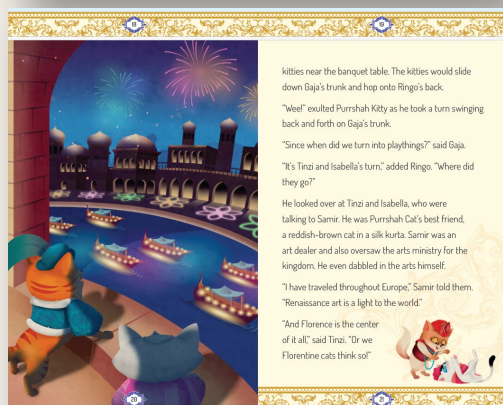 18
19
kitties near the banquet table. The kitties would slide
down Gaja's trunk and hop onto Ringo's back.
"Wee!" exulted Purrshah Kitty as he took a turn swinging
back and forth on Gaja's trunk.
"Since when did we turn into playthings?" said Gaja.
"It's Tinzi and Isabella's turn," added Ringo. "Where did
they go?"
He looked over at Tinzi and Isabella, who were
talking to Samir. He was Purrshah Cat's best friend,
a reddish-brown cat in a silk kurta. Samir was an
art dealer and also oversaw the arts ministry for the
kingdom. He even dabbled in the arts himself.
"I have traveled throughout Europe," Samir told them.
"Renaissance art is a light to the world."
"And Florence is the center
of it all," said Tinzi. "Or we
Florentine cats think so!"
20
21